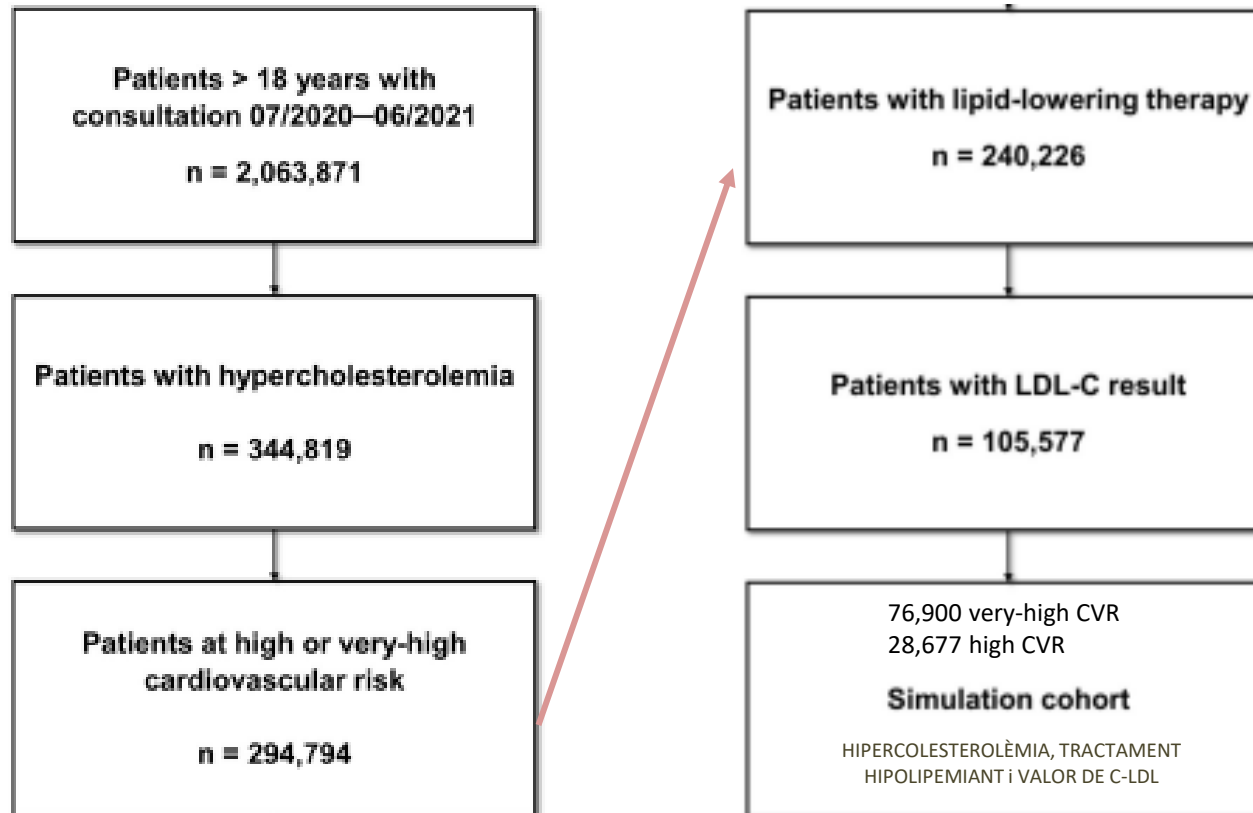 Patients > 18 years with
consultation 07/2020—06/2021
n = 2,063,871
Patients with hypercholesterolemia
n = 344,819
Patients at high or very-high
cardiovascular risk
n = 294,794
Patients with lipid-lowering therapy
n = 240,226
Patients with LDL-C result
n = 105,577
76,900 very-high CVR
28,677 high CVR
Simulation cohort
HIPERCOLESTEROLÈMIA, TRACTAMENT
HIPOLIPEMIANT i VALOR DE C-LDL